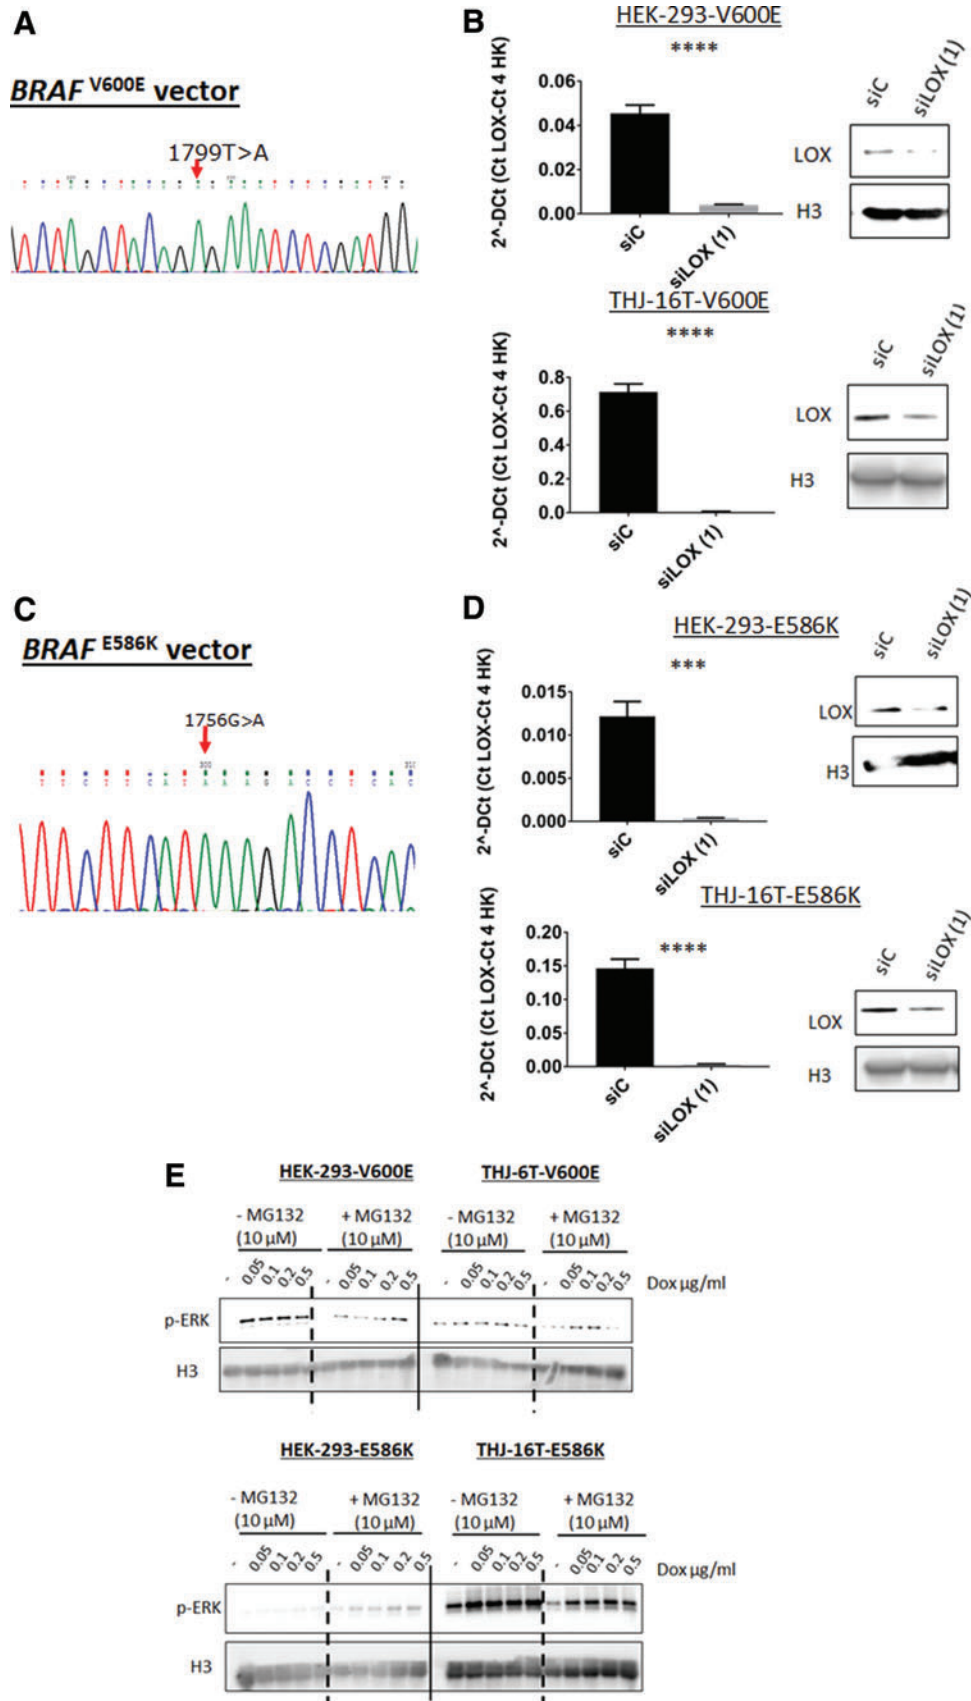 A
BRAF V600E vector
1799T>A
B
HEK-293-V600E
****
2^-DCt (Ct LOX-Ct 4 HK)
0.06
0.04
0.02
0.00
siC
siLOX (1)
siC
siLOX (1)
LOX
H3
THJ-16T-V600E
****
2^-DCt (Ct LOX-Ct 4 HK)
0.8
0.6
0.4
0.2
0.0
siC
siLOX (1)
siC
siLOX (1)
LOX
H3
C
BRAF E586K vector
1756G>A
300
310
T T C T T C A T A A A G A C C T C A C
D
HEK-293-E586K
***
2^-DCt (Ct LOX-Ct 4 HK)
0.015
0.010
0.005
0.000
siC
siLOX (1)
siC
siLOX (1)
LOX
H3
THJ-16T-E586K
****
2^-DCt (Ct LOX-Ct 4 HK)
0.20
0.15
0.10
0.05
0.00
siC
siLOX (1)
siC
siLOX (1)
LOX
H3
E
HEK-293-V600E THJ-6T-V600E
- MG132 + MG132 - MG132 + MG132
(10 µM) (10 µM) (10 µM) (10 µM)
- 0.05 0.1 0.2 0.5 - 0.05 0.1 0.2 0.5 - 0.05 0.1 0.2 0.5 - 0.05 0.1 0.2 0.5 Dox µg/ml
p-ERK
H3
HEK-293-E586K THJ-16T-E586K
- MG132 + MG132 - MG132 + MG132
(10 µM) (10 µM) (10 µM) (10 µM)
- 0.05 0.1 0.2 0.5 - 0.05 0.1 0.2 0.5 - 0.05 0.1 0.2 0.5 - 0.05 0.1 0.2 0.5 Dox µg/ml
p-ERK
H3